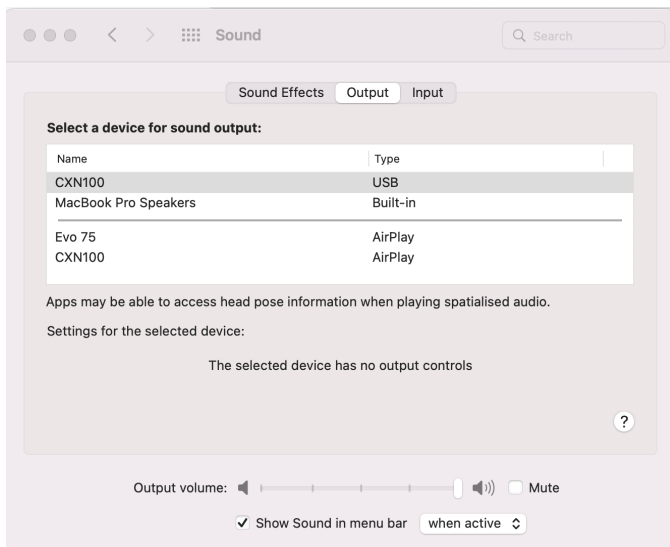 Sound
Search
Sound Effects Output Input
Select a device for sound output:
Name Type
CXN100 USB
MacBook Pro Speakers Built-in
Evo 75 AirPlay
CXN100 AirPlay
Apps may be able to access head pose information when playing spatialised audio.
Settings for the selected device:
The selected device has no output controls
?
Output volume: Mute
Show Sound in menu bar when active